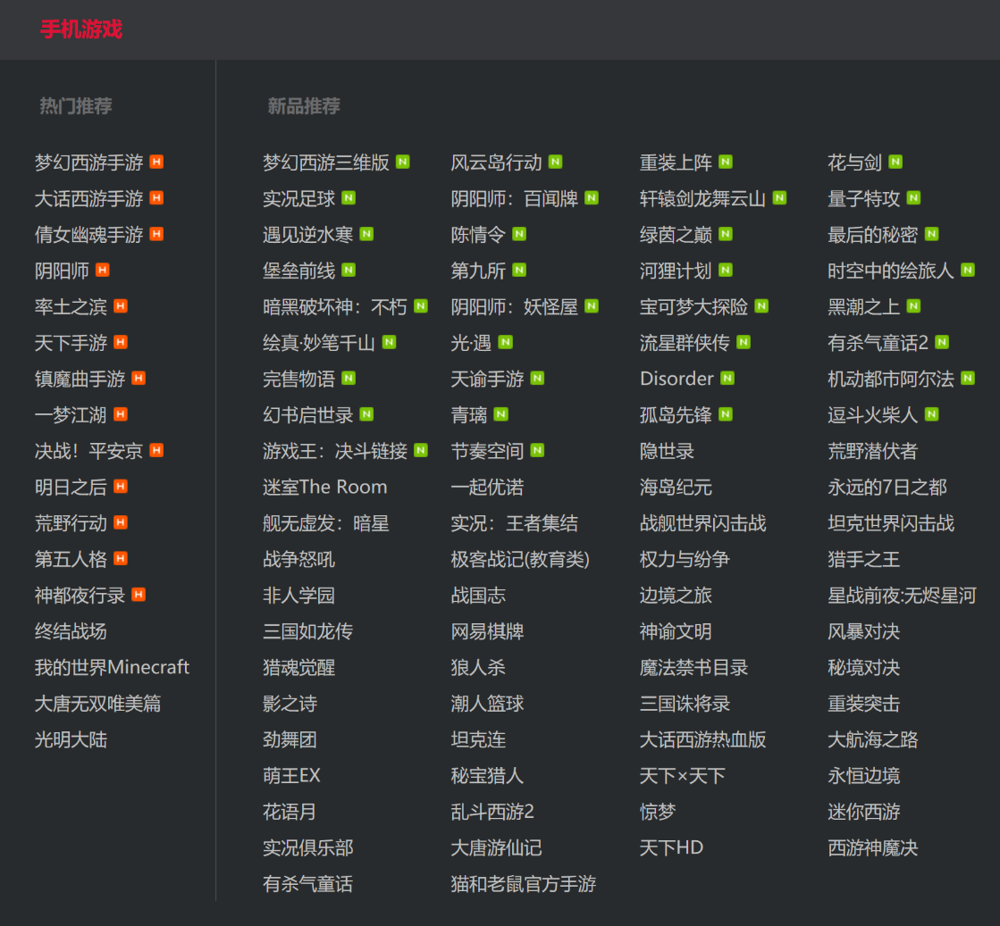 手机游戏
热门推荐
梦幻西游手游 H
大话西游手游 H
倩女幽魂手游 H
阴阳师 H
率土之滨 H
天下手游 H
镇魔曲手游 H
一梦江湖 H
决战！平安京 H
明日之后 H
荒野行动 H
第五人格 H
神都夜行录 H
终结战场
我的世界Minecraft
大唐无双唯美篇
光明大陆
新品推荐
梦幻西游三维版 N 风云岛行动 N 重装上阵 N 花与剑 N
实况足球 N 阴阳师：百闻牌 N 轩辕剑龙舞云山 N 量子特攻 N
遇见逆水寒 N 陈情令 N 绿茵之巅 N 最后的秘密 N
堡垒前线 N 第九所 N 河狸计划 N 时空中的绘旅人 N
暗黑破坏神：不朽 N 阴阳师：妖怪屋 N 宝可梦大探险 N 黑潮之上 N
绘真·妙笔千山 N 光·遇 N 流星群侠传 N 有杀气童话2 N
完售物语 N 天谕手游 N Disorder N 机动都市阿尔法 N
幻书启世录 N 青璃 N 孤岛先锋 N 逗斗火柴人 N
游戏王：决斗链接 N 节奏空间 N 隐世录 荒野潜伏者
迷室The Room 一起优诺 海岛纪元 永远的7日之都
舰无虚发：暗星 实况：王者集结 战舰世界闪击战 坦克世界闪击战
战争怒吼 极客战记(教育类) 权力与纷争 猎手之王
非人学园 战国志 边境之旅 星战前夜:无烬星河
三国如龙传 网易棋牌 神谕文明 风暴对决
猎魂觉醒 狼人杀 魔法禁书目录 秘境对决
影之诗 潮人篮球 三国诛将录 重装突击
劲舞团 坦克连 大话西游热血版 大航海之路
萌王EX 秘宝猎人 天下×天下 永恒边境
花语月 乱斗西游2 惊梦 迷你西游
实况俱乐部 大唐游仙记 天下HD 西游神魔决
有杀气童话 猫和老鼠官方手游